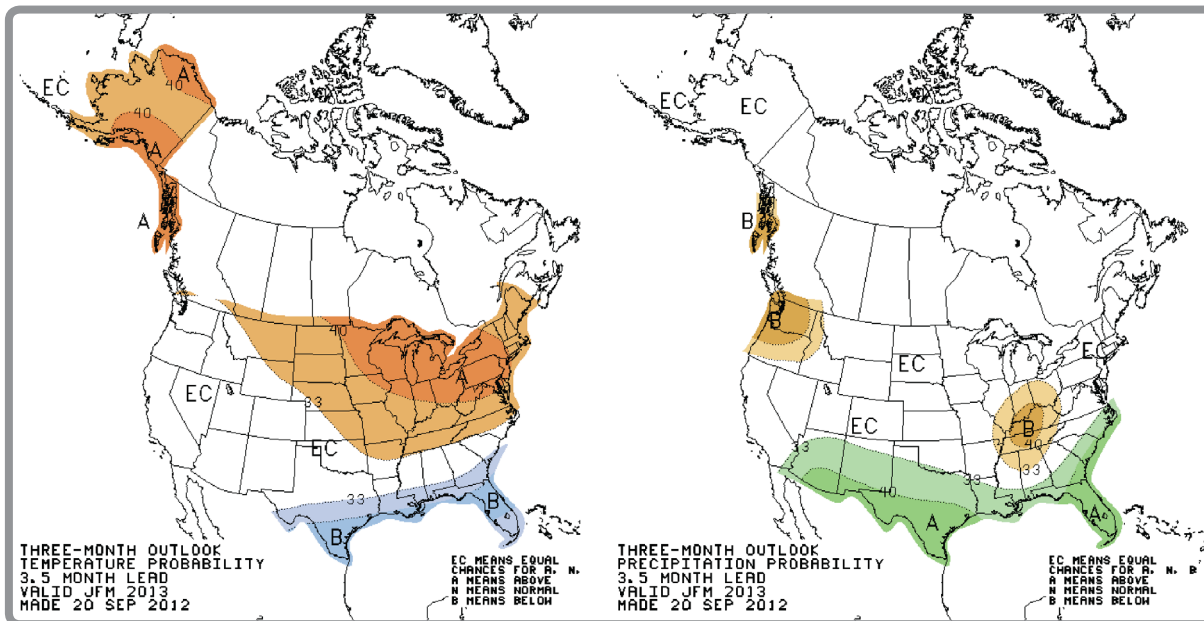 A
40
EC
40
A
A
40
A
EC
33
EC
33
B
B
THREE-MONTH OUTLOOK
TEMPERATURE PROBABILITY
3.5 MONTH LEAD
VALID JFM 2013
MADE 20 SEP 2012
EC MEANS EQUAL
CHANCES FOR A, N, B
A MEANS ABOVE
N MEANS NORMAL
B MEANS BELOW
EC
EC
B
B
EC
EC
EC
B
40
33
33
33
40
A
A
THREE-MONTH OUTLOOK
PRECIPITATION PROBABILITY
3.5 MONTH LEAD
VALID JFM 2013
MADE 20 SEP 2012
EC MEANS EQUAL
CHANCES FOR A, N, B
A MEANS ABOVE
N MEANS NORMAL
B MEANS BELOW